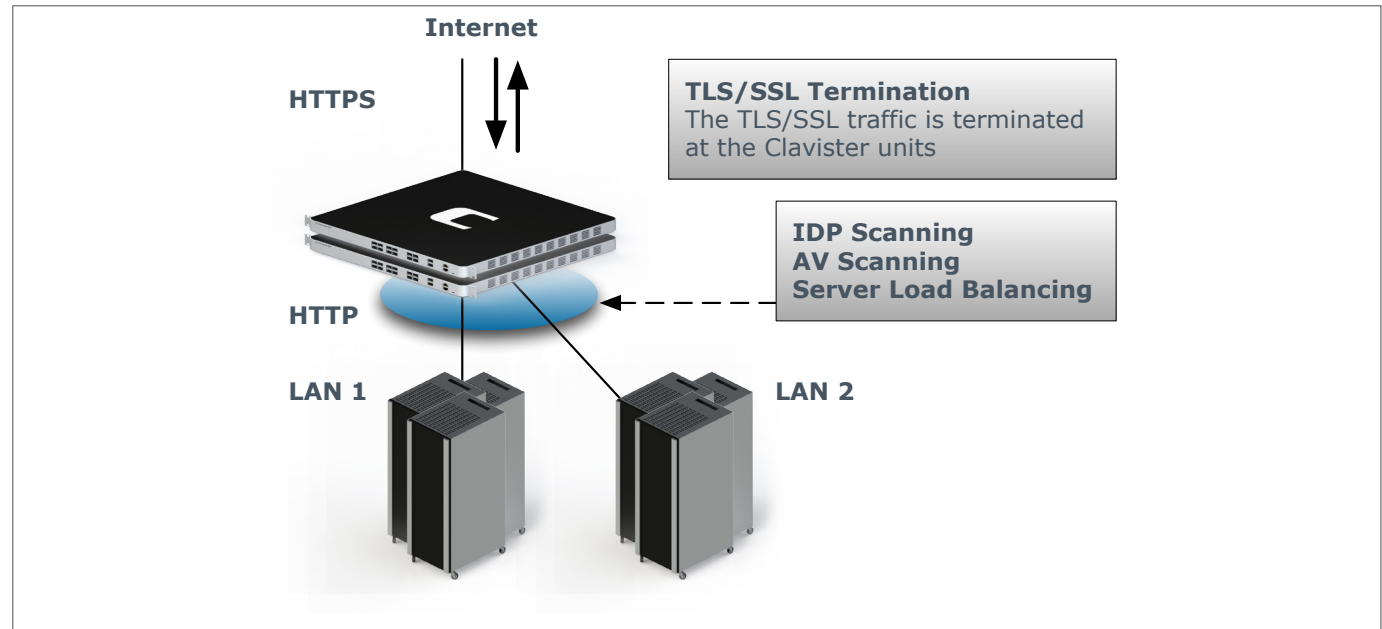 Internet
HTTPS
TLS/SSL Termination
The TLS/SSL traffic is terminated
at the Clavister units
IDP Scanning
AV Scanning
Server Load Balancing
HTTP
LAN 1
LAN 2